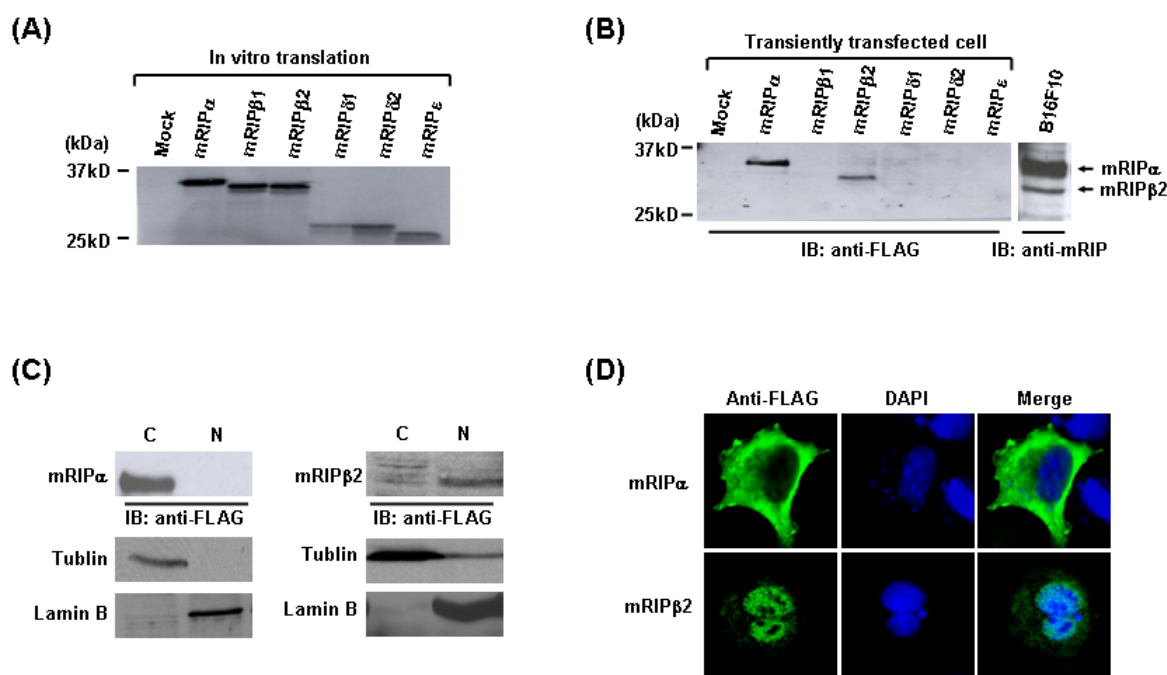 (A)
In vitro translation
(kDa)
Mock
mRIPα
mRIPβ1
mRIPβ2
mRIPδ1
mRIPδ2
mRIPε
37kD
25kD
(B)
Transiently transfected cell
(kDa)
Mock
mRIPα
mRIPβ1
mRIPβ2
mRIPδ1
mRIPδ2
mRIPε
B16F10
37kD
25kD
mRIPα
mRIPβ2
IB: anti-FLAG
IB: anti-mRIP
(C)
C N
mRIPα
IB: anti-FLAG
Tublin
Lamin B
C N
mRIPβ2
IB: anti-FLAG
Tublin
Lamin B
(D)
Anti-FLAG DAPI Merge
mRIPα
mRIPβ2